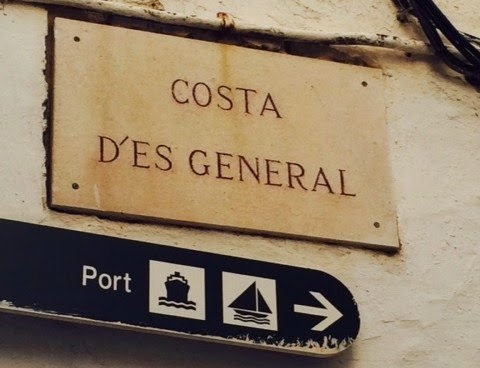 COSTA
D'ES GENERAL
Port